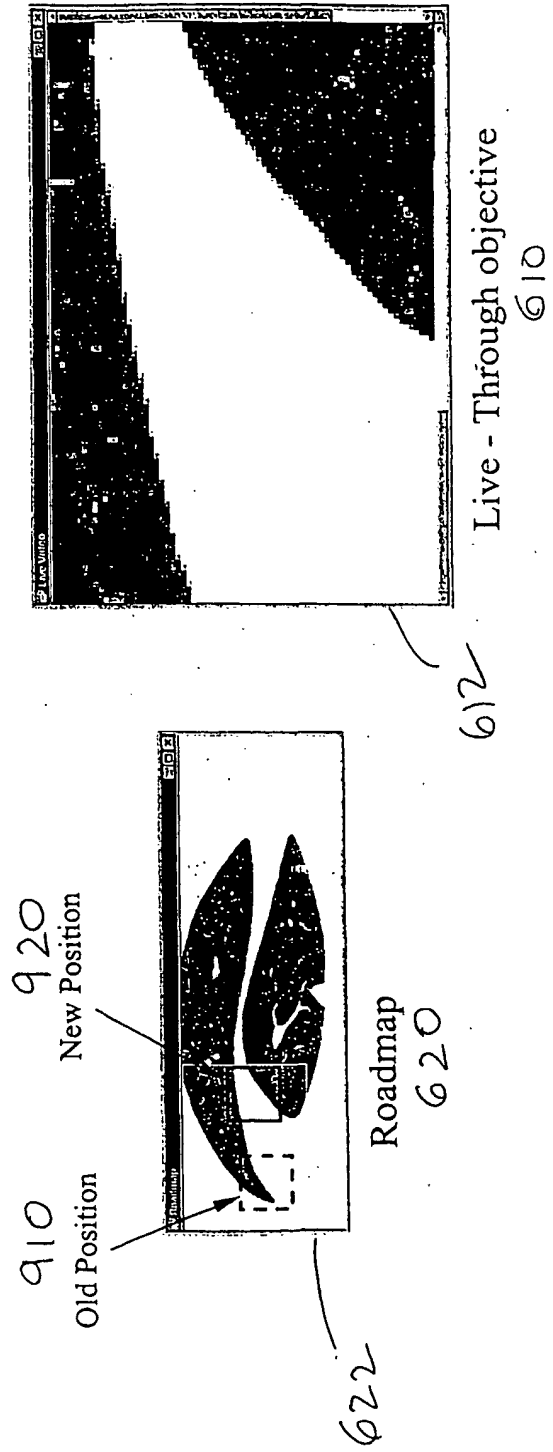 910
Old Position
920
New Position
Roadmap
Roadmap
620
622
Live Video
612
Live - Through objective
610